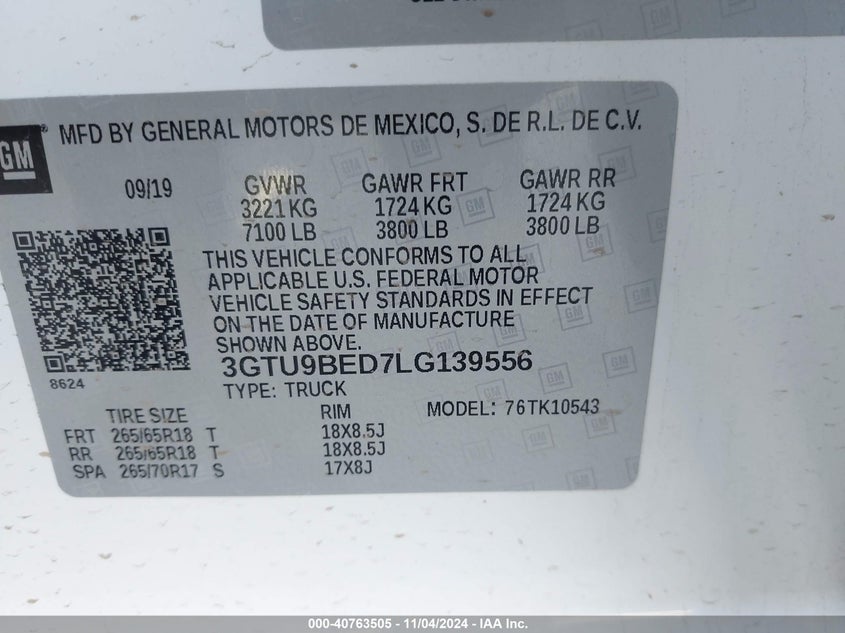 GM
MFD BY GENERAL MOTORS DE MEXICO, S. DE R.L. DE C.V.
09/19 GVWR GAWR FRT GAWR RR
3221 KG 1724 KG 1724 KG
7100 LB 3800 LB 3800 LB
THIS VEHICLE CONFORMS TO ALL
APPLICABLE U.S. FEDERAL MOTOR
VEHICLE SAFETY STANDARDS IN EFFECT
ON THE DATE OF MANUFACTURE
SHOWN ABOVE.
3GTU9BED7LG139556
8624
TYPE: TRUCK
TIRE SIZE RIM MODEL: 76TK10543
FRT 265/65R18 T 18X8.5J
RR 265/65R18 T 18X8.5J
SPA 265/70R17 S 17X8J
000-40763505 - 11/04/2024 - IAA Inc.